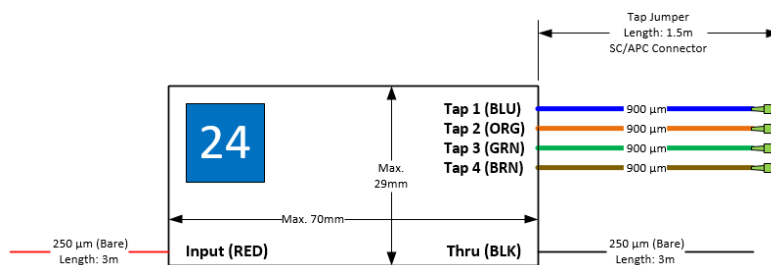 Tap Jumper
Length: 1.5m
SC/APC Connector
24
Tap 1 (BLU)
900 µm
Tap 2 (ORG)
900 µm
Tap 3 (GRN)
900 µm
Tap 4 (BRN)
900 µm
Max.
29mm
Max. 70mm
250 µm (Bare)
Length: 3m
Input (RED)
Thru (BLK)
250 µm (Bare)
Length: 3m